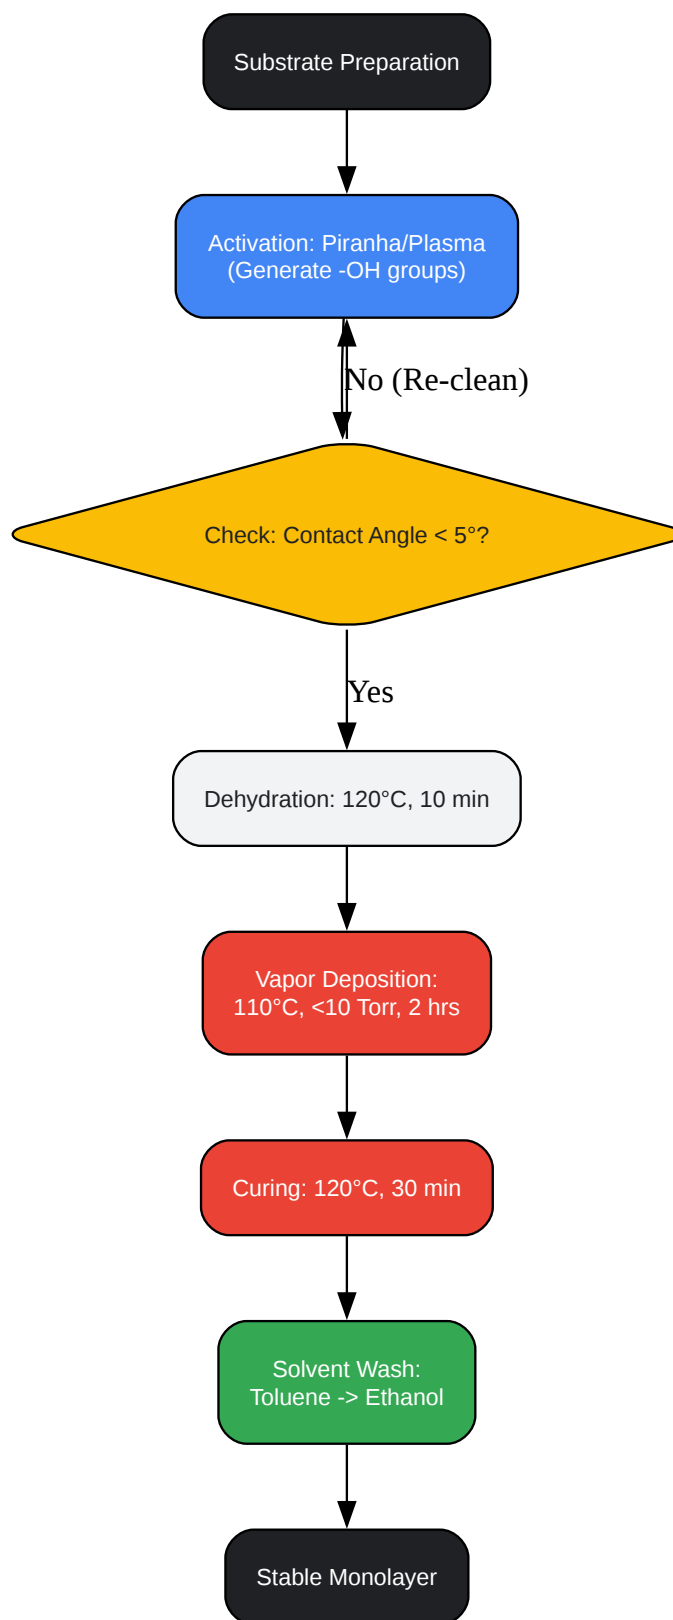 Substrate Preparation
Activation: Piranha/Plasma
(Generate -OH groups)
No (Re-clean)
Check: Contact Angle < 5°?
Yes
Dehydration: 120°C, 10 min
Vapor Deposition:
110°C, <10 Torr, 2 hrs
Curing: 120°C, 30 min
Solvent Wash:
Toluene -> Ethanol
Stable Monolayer